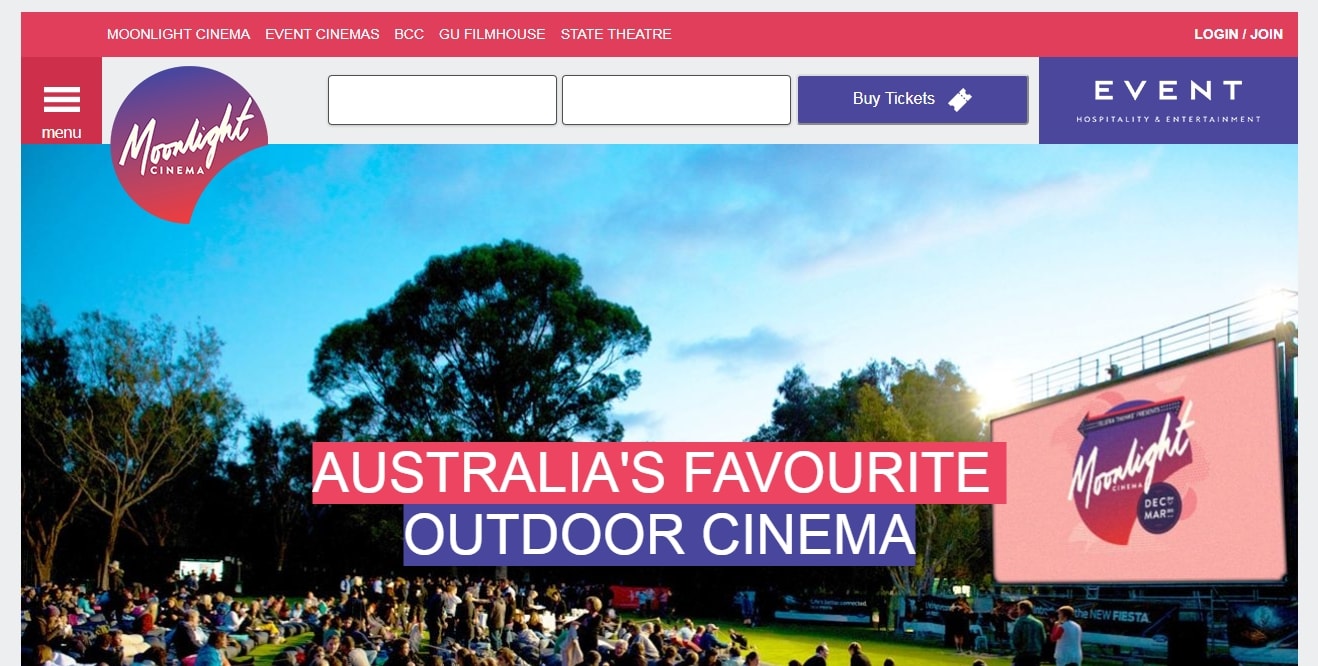 MOONLIGHT CINEMA EVENT CINEMAS BCC GU FILMHOUSE STATE THEATRE LOGIN / JOIN
menu
Moonlight
CINEMA
Buy Tickets
EVENT
HOSPITALITY & ENTERTAINMENT
AUSTRALIA'S FAVOURITE
OUTDOOR CINEMA
Moonlight
CINEMA
DEC
MAR
the NEW FIESTA